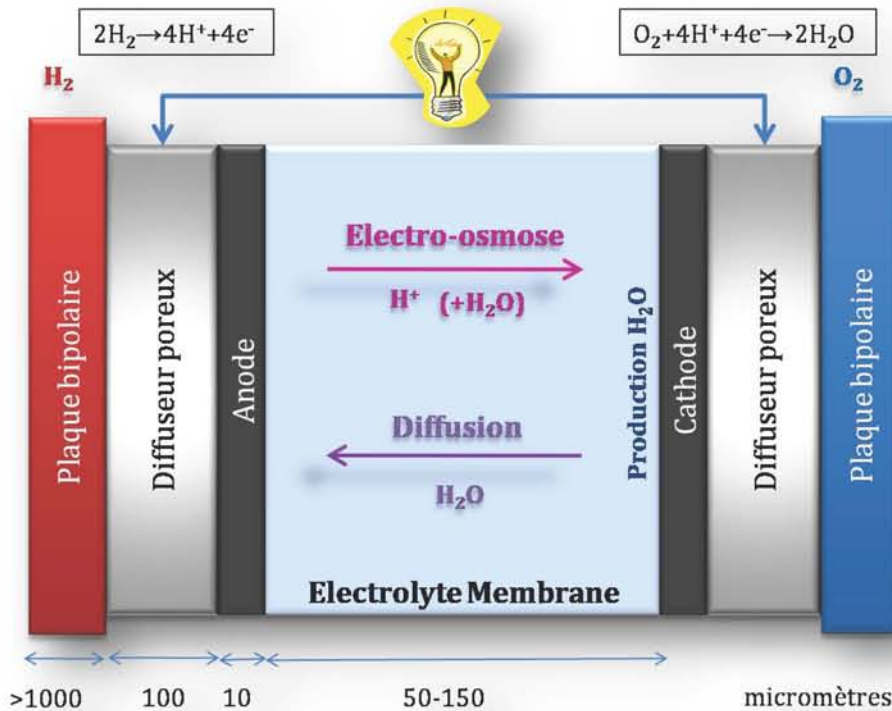 2H₂→4H⁺+4e⁻
O₂+4H⁺+4e⁻→2H₂O
H₂
O₂
Plaque bipolaire
Diffuseur poreux
Anode
Electro-osmose
H⁺ (+H₂O)
Diffusion
H₂O
Electrolyte Membrane
Production H₂O
Cathode
Diffuseur poreux
Plaque bipolaire
>1000 100 10 50-150 micromètres